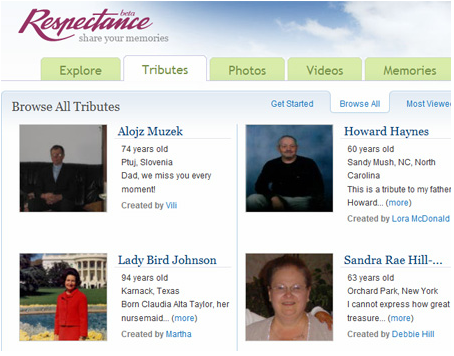 Respectance beta
share your memories
Explore
Tributes
Photos
Videos
Memories
Browse All Tributes
Get Started
Browse All
Most Viewed
Alojz Muzek
74 years old
Ptuj, Slovenia
Dad, we miss you every
moment!
Created by Vili
Howard Haynes
60 years old
Sandy Mush, NC, North
Carolina
This is a tribute to my father
Howard... (more)
Created by Lora McDonald
Lady Bird Johnson
94 years old
Karnack, Texas
Born Claudia Alta Taylor, her
nursemaid... (more)
Created by Martha
Sandra Rae Hill-...
63 years old
Orchard Park, New York
I cannot express how great
treasure... (more)
Created by Debbie Hill